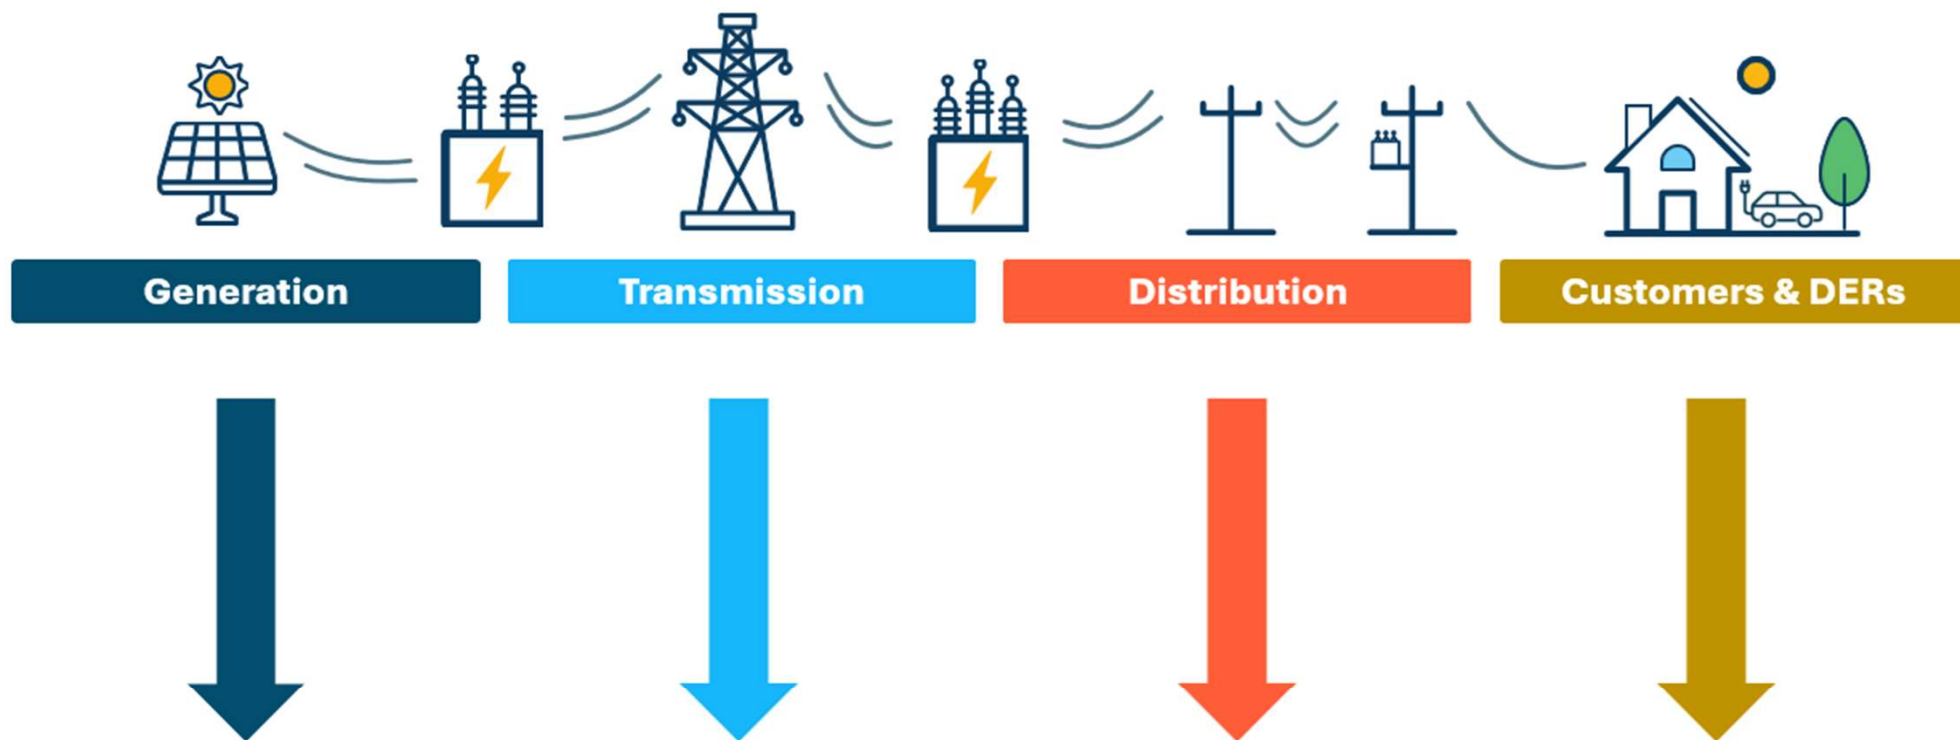 Generation
Transmission
Distribution
Customers & DERs